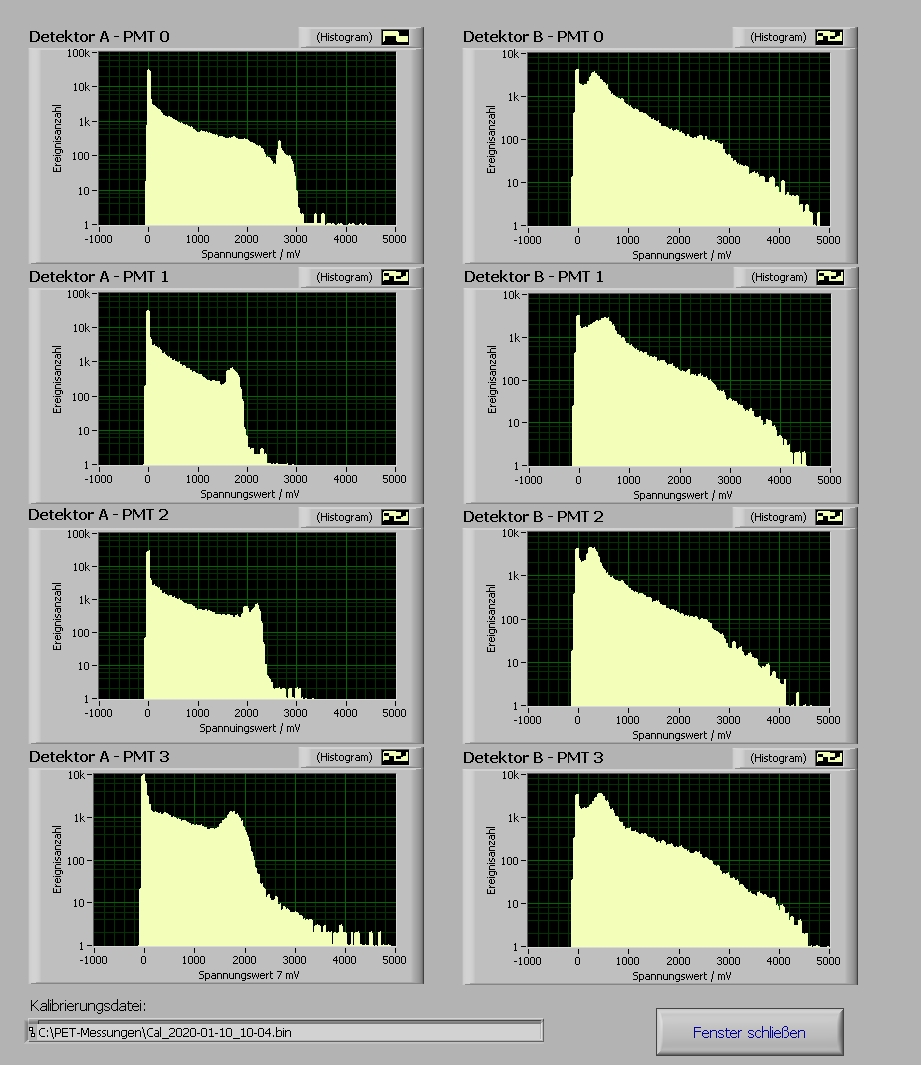 Detektor A - PMT 0 (Histogram)
Ereignisanzahl
100k
10k
1k
100
10
1
-1000 0 1000 2000 3000 4000 5000
Spannungswert / mV
Detektor B - PMT 0 (Histogram)
Ereignisanzahl
10k
1k
100
10
1
-1000 0 1000 2000 3000 4000 5000
Spannungswert / mV
Detektor A - PMT 1 (Histogram)
Ereignisanzahl
100k
10k
1k
100
10
1
-1000 0 1000 2000 3000 4000 5000
Spannungswert / mV
Detektor B - PMT 1 (Histogram)
Ereignisanzahl
10k
1k
100
10
1
-1000 0 1000 2000 3000 4000 5000
Spannungswert / mV
Detektor A - PMT 2 (Histogram)
Ereignisanzahl
100k
10k
1k
100
10
1
-1000 0 1000 2000 3000 4000 5000
Spannuingswert / mV
Detektor B - PMT 2 (Histogram)
Ereignisanzahl
10k
1k
100
10
1
-1000 0 1000 2000 3000 4000 5000
Spannungswert / mV
Detektor A - PMT 3 (Histogram)
Ereignisanzahl
10k
1k
100
10
1
-1000 0 1000 2000 3000 4000 5000
Spannungswert 7 mV
Detektor B - PMT 3 (Histogram)
Ereignisanzahl
10k
1k
100
10
1
-1000 0 1000 2000 3000 4000 5000
Spannungswert / mV
Kalibrierungsdatei:
C:\PET-Messungen\Cal_2020-01-10_10-04.bin
Fenster schließen